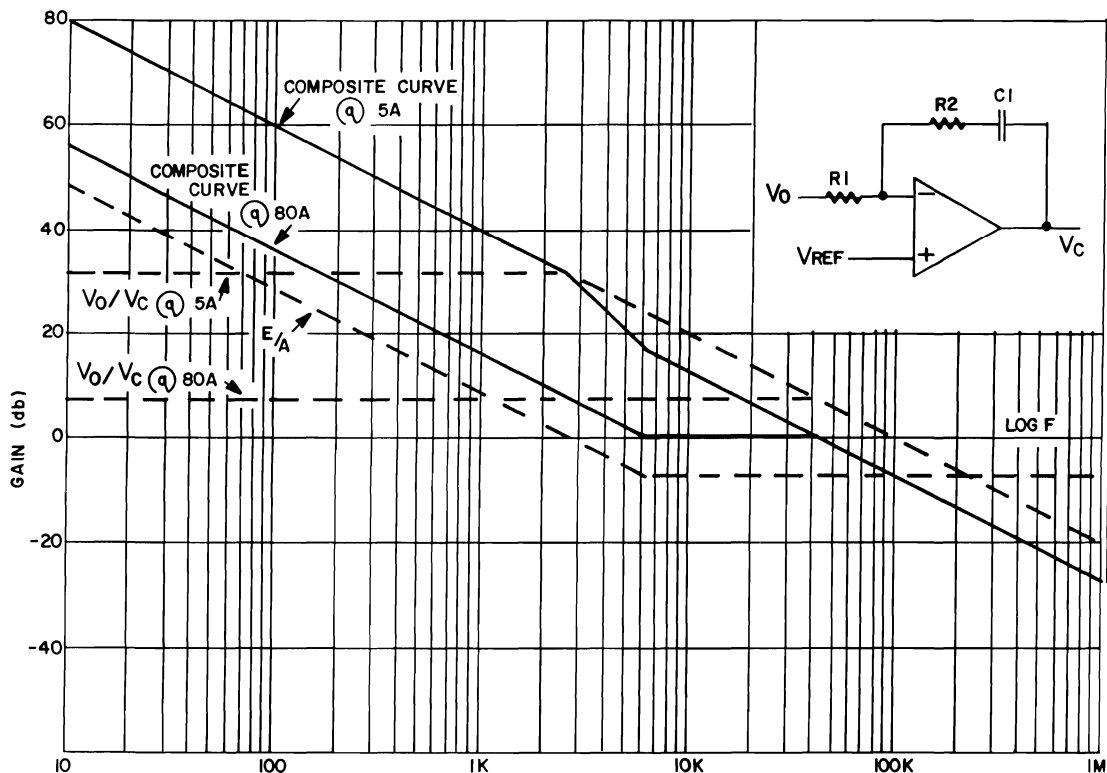 80
60
40
20
0
-20
-40
GAIN (db)
10
100
1K
10K
100K
1M
COMPOSITE CURVE
@ 5A
COMPOSITE
CURVE
@ 80A
VO/VC @ 5A
E/A
VO/VC @ 80A
LOG F
R2
C1
R1
VO
VREF
VC
−
+